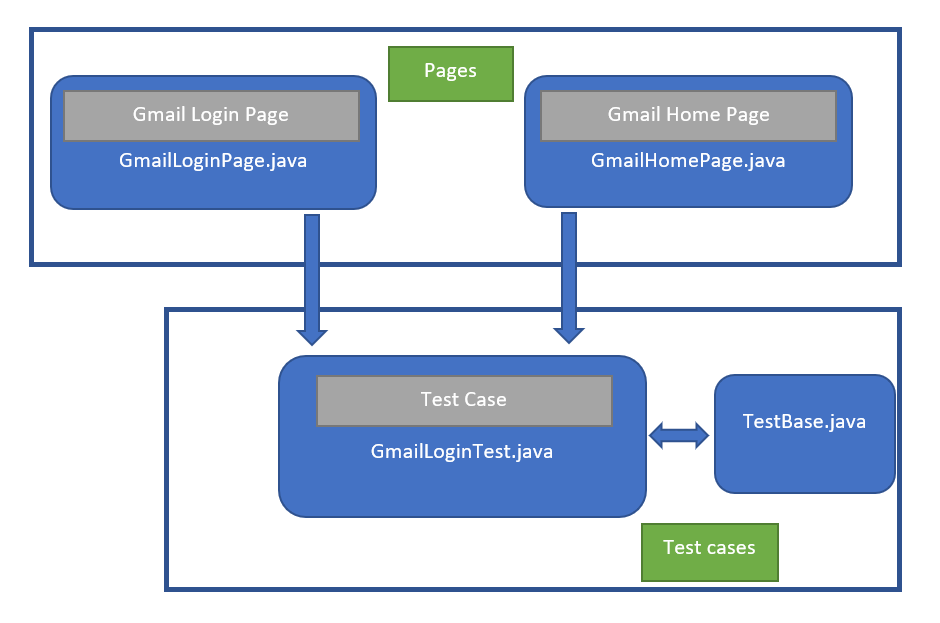 Pages
Gmail Login Page
GmailLoginPage.java
Gmail Home Page
GmailHomePage.java
Test Case
GmailLoginTest.java
TestBase.java
Test cases